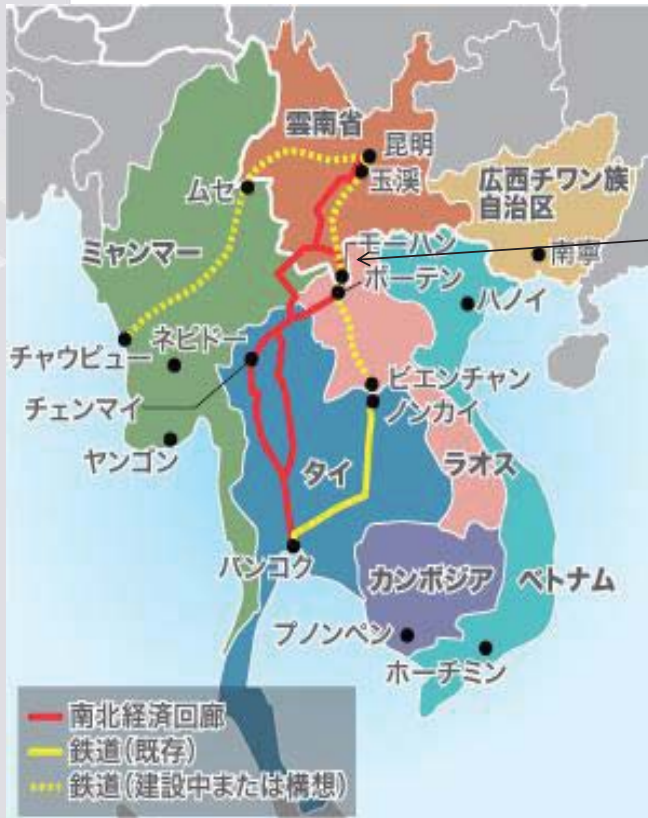 雲南省
昆明
玉溪
広西チワン族
自治区
ムセ
ミャンマー
モーハン
南寧
ボーテン
ハノイ
ネピドー
チャウピュー
ビエンチャン
チェンマイ
ノンカイ
ヤンゴン
ラオス
タイ
バンコク
カンボジア
ベトナム
プノンペン
ホーチミン
南北経済回廊
鉄道(既存)
鉄道(建設中または構想)